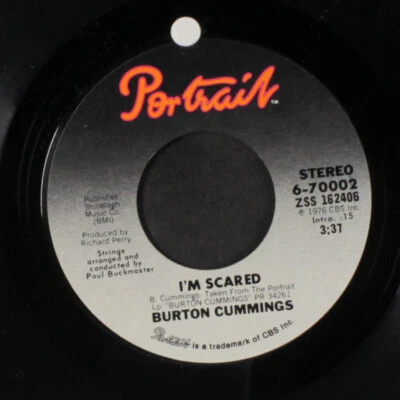 Portrait™
STEREO
6-70002
ZSS 162406
℗ 1976 CBS Inc.
Intro. :15
3:37
Publisher
Shillelagh
Music Co.
(BMI)
Produced by
Richard Perry
Strings
arranged and
conducted by
Paul Buckmaster
I'M SCARED
B. Cummings- Taken From The Portrait
Lp: "BURTON CUMMINGS" PR 34261
BURTON CUMMINGS
Portrait is a trademark of CBS Inc.